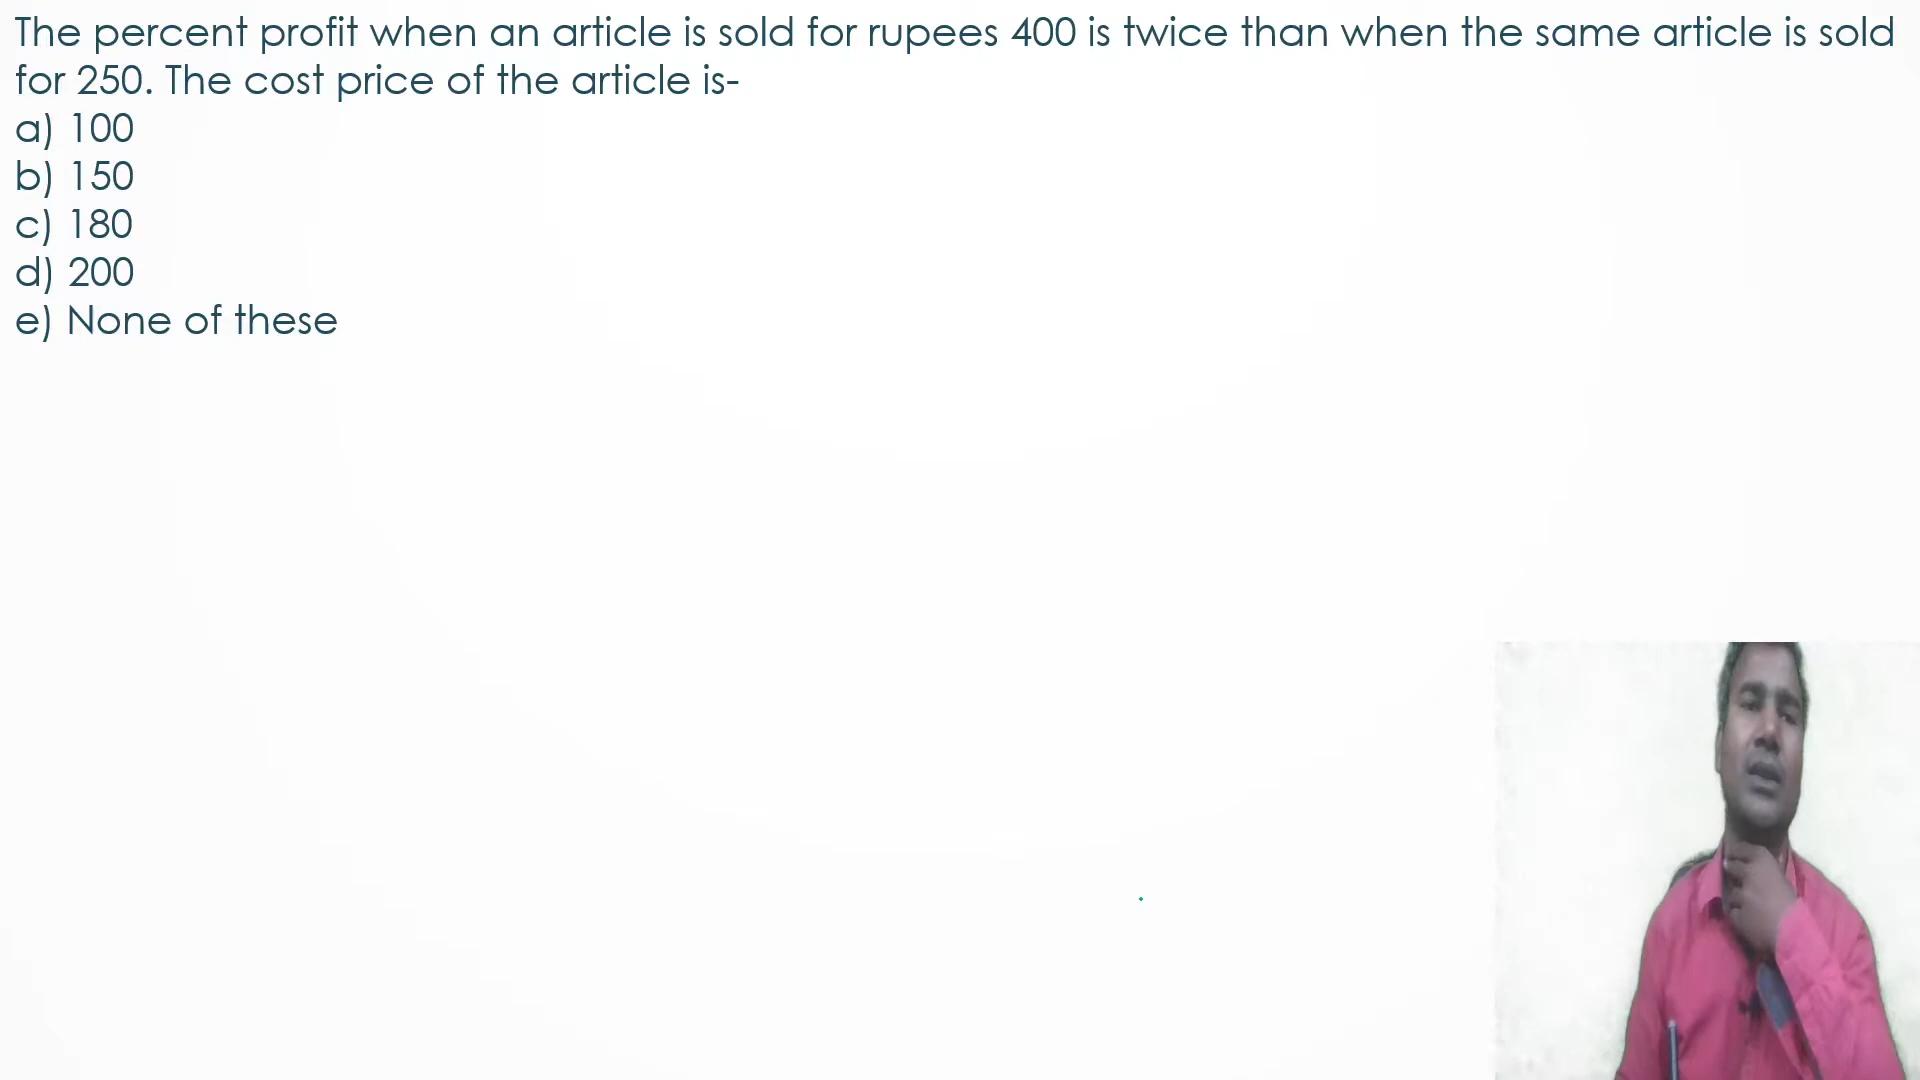 The percent profit when an article is sold for rupees 400 is twice than when the same article is sold
for 250. The cost price of the article is-
a) 100
b) 150
c) 180
d) 200
e) None of these